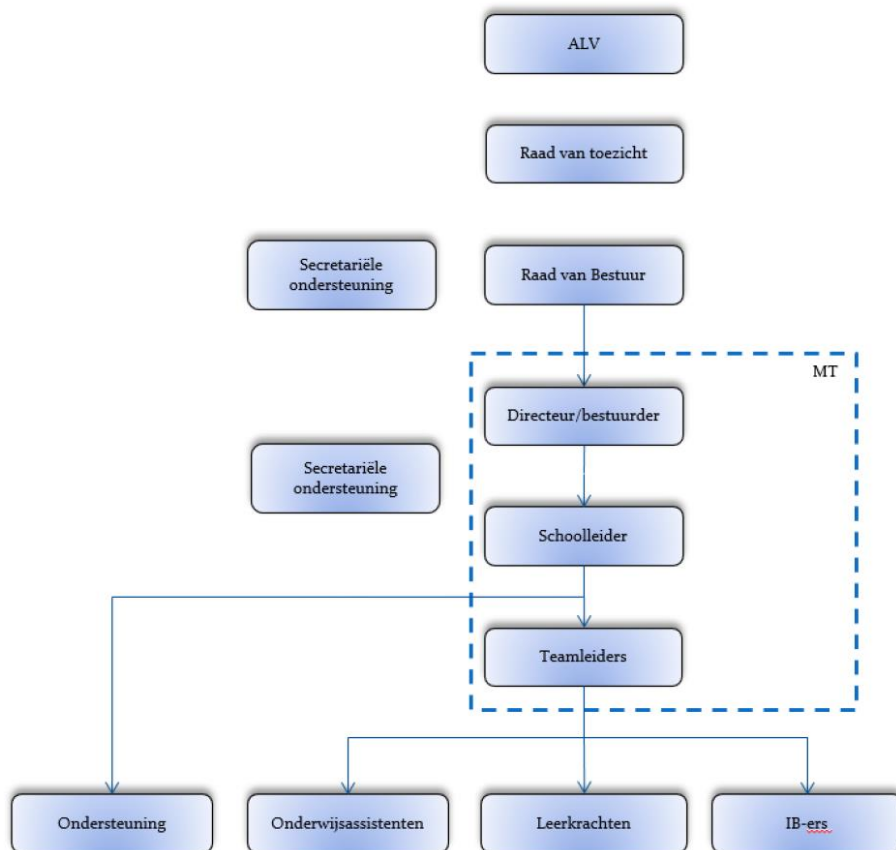 ALV
Raad van toezicht
Secretariële
ondersteuning
Raad van Bestuur
MT
Directeur/bestuurder
Secretariële
ondersteuning
Schoolleider
Teamleiders
Ondersteuning
Onderwijsassistenten
Leerkrachten
IB-ers